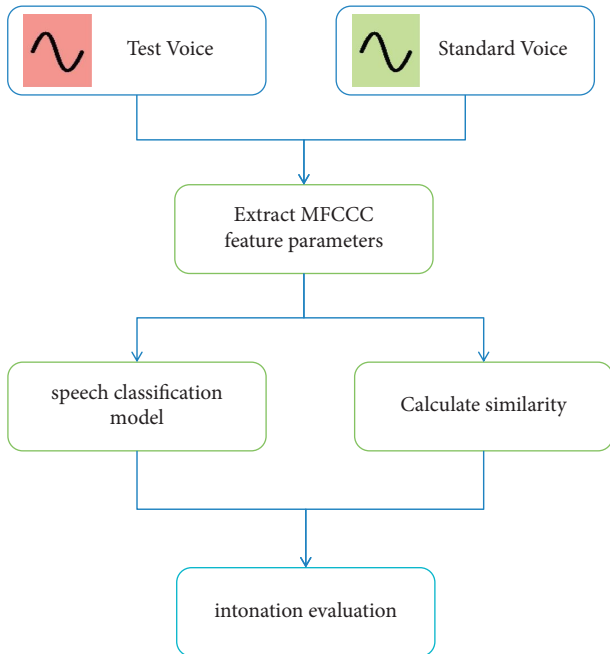 Test Voice
Standard Voice
Extract MFCCC
feature parameters
speech classification
model
Calculate similarity
intonation evaluation